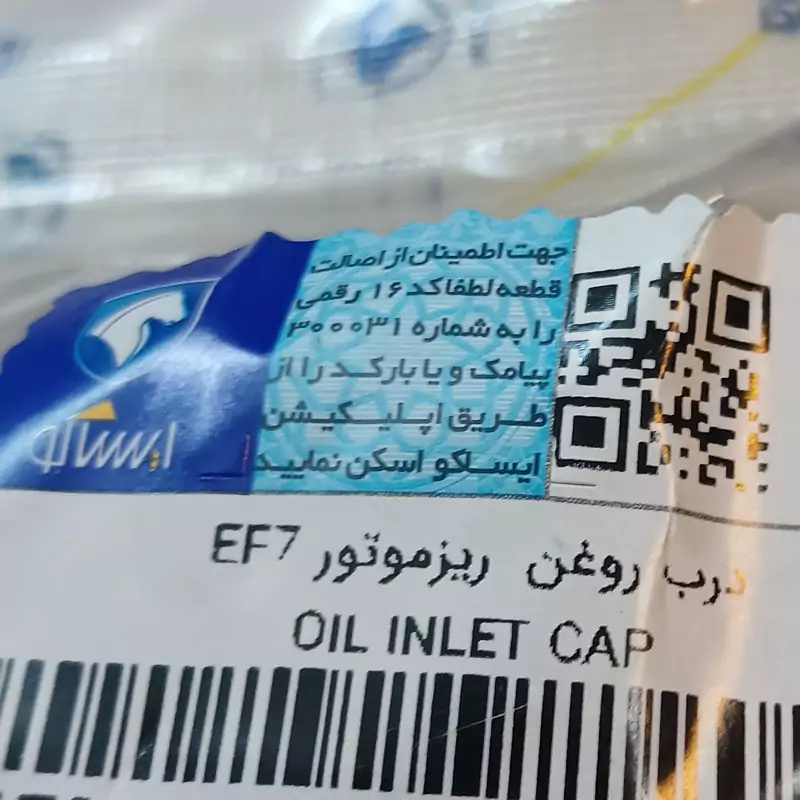 جهت اطمینان از اصالت
قطعه لطفا کد ۱۶ رقمی
را به شماره ۳۰۰۰۳۱
پیامک و یا بارکد را از
طریق اپلیکیشن
ایساکو اسکن نمایید
ایساکو
درب روغن ریزموتور EF7
OIL INLET CAP